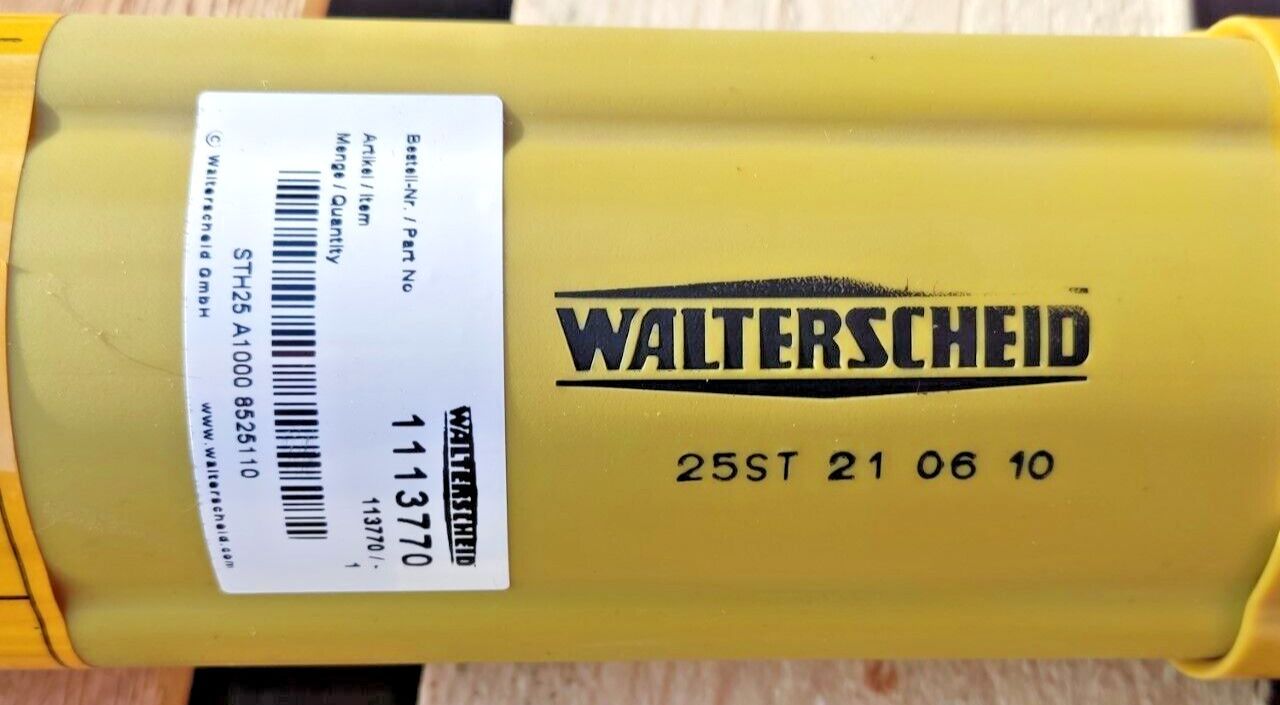 WALTERSCHEID
Bestell-Nr. / Part No 1113770
Artikel / Item 113770 / -
Menge / Quantity 1
STH25 A1000 8525110
© Walterscheid GmbH www.walterscheid.com
WALTERSCHEID
25ST 21 06 10